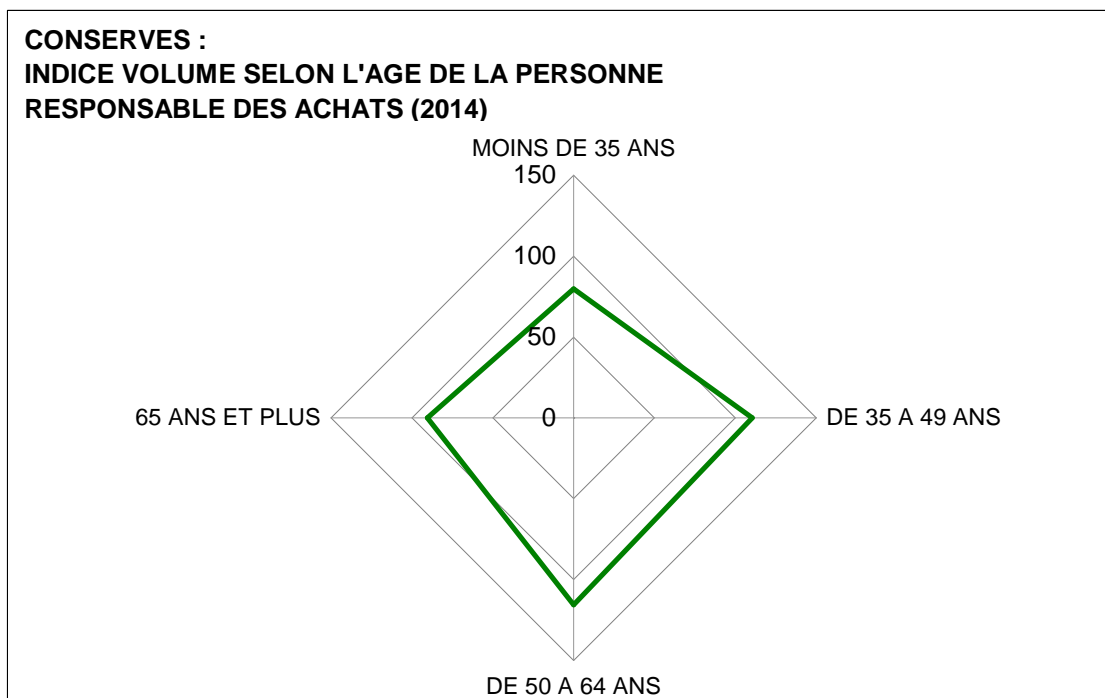 CONSERVES :
INDICE VOLUME SELON L'AGE DE LA PERSONNE
RESPONSABLE DES ACHATS (2014)
MOINS DE 35 ANS
150
100
50
65 ANS ET PLUS
0
DE 35 A 49 ANS
DE 50 A 64 ANS